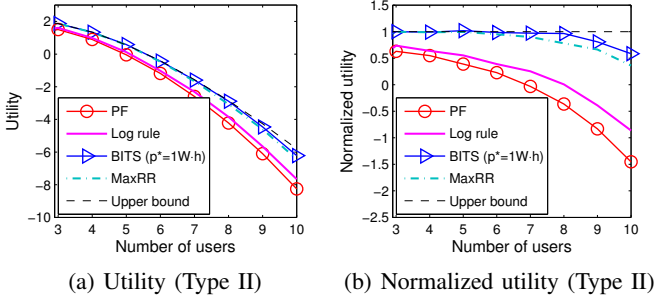 2
0
−2
−4
−6
−8
−10
Utility
3 4 5 6 7 8 9 10
Number of users
PF
Log rule
BITS (p*=1W·h)
MaxRR
Upper bound
(a) Utility (Type II)
1.5
1
0.5
0
−0.5
−1
−1.5
−2
−2.5
Normalized utility
3 4 5 6 7 8 9 10
Number of users
PF
Log rule
BITS (p*=1W·h)
MaxRR
Upper bound
(b) Normalized utility (Type II)